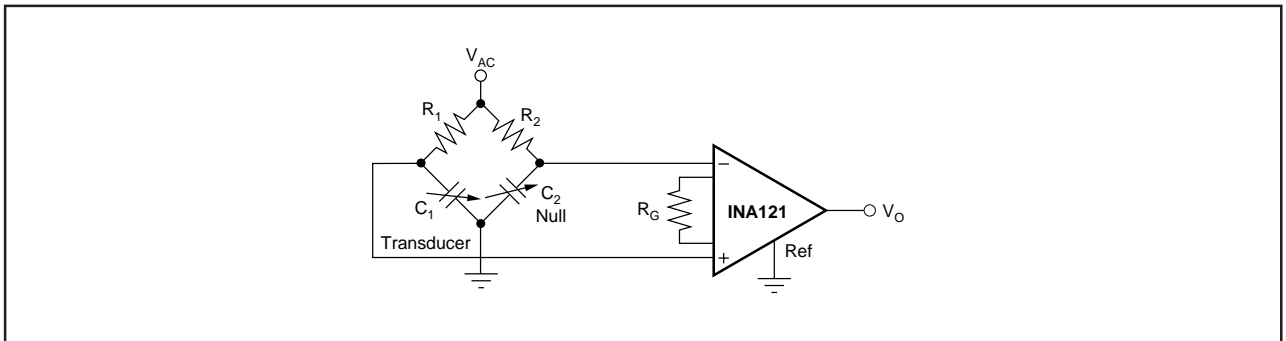 V_AC
R_1
R_2
C_1
C_2
Null
Transducer
R_G
−
INA121
+
Ref
V_O